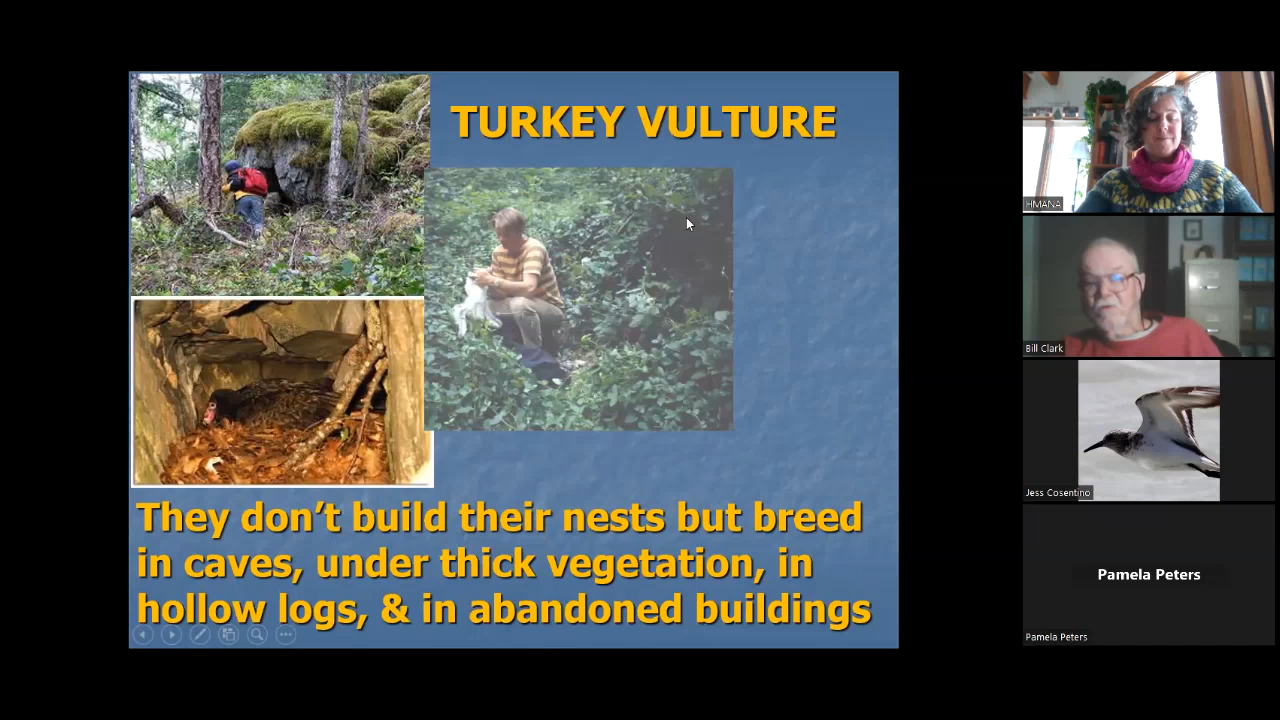 TURKEY VULTURE
They don't build their nests but breed
in caves, under thick vegetation, in
hollow logs, & in abandoned buildings
HMANA
Bill Clark
Jess Cosentino
Pamela Peters
Pamela Peters